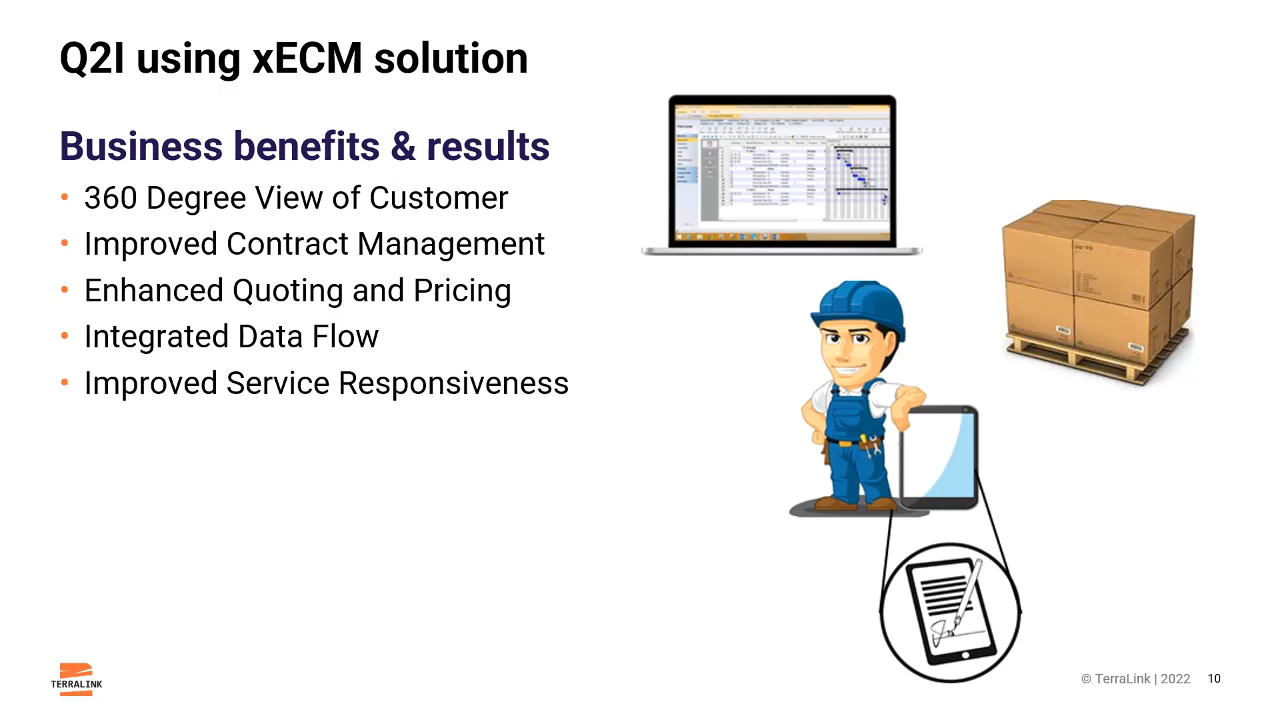 Q2I using xECM solution
Business benefits & results
• 360 Degree View of Customer
• Improved Contract Management
• Enhanced Quoting and Pricing
• Integrated Data Flow
• Improved Service Responsiveness
TERRALINK
© TerraLink | 2022 10